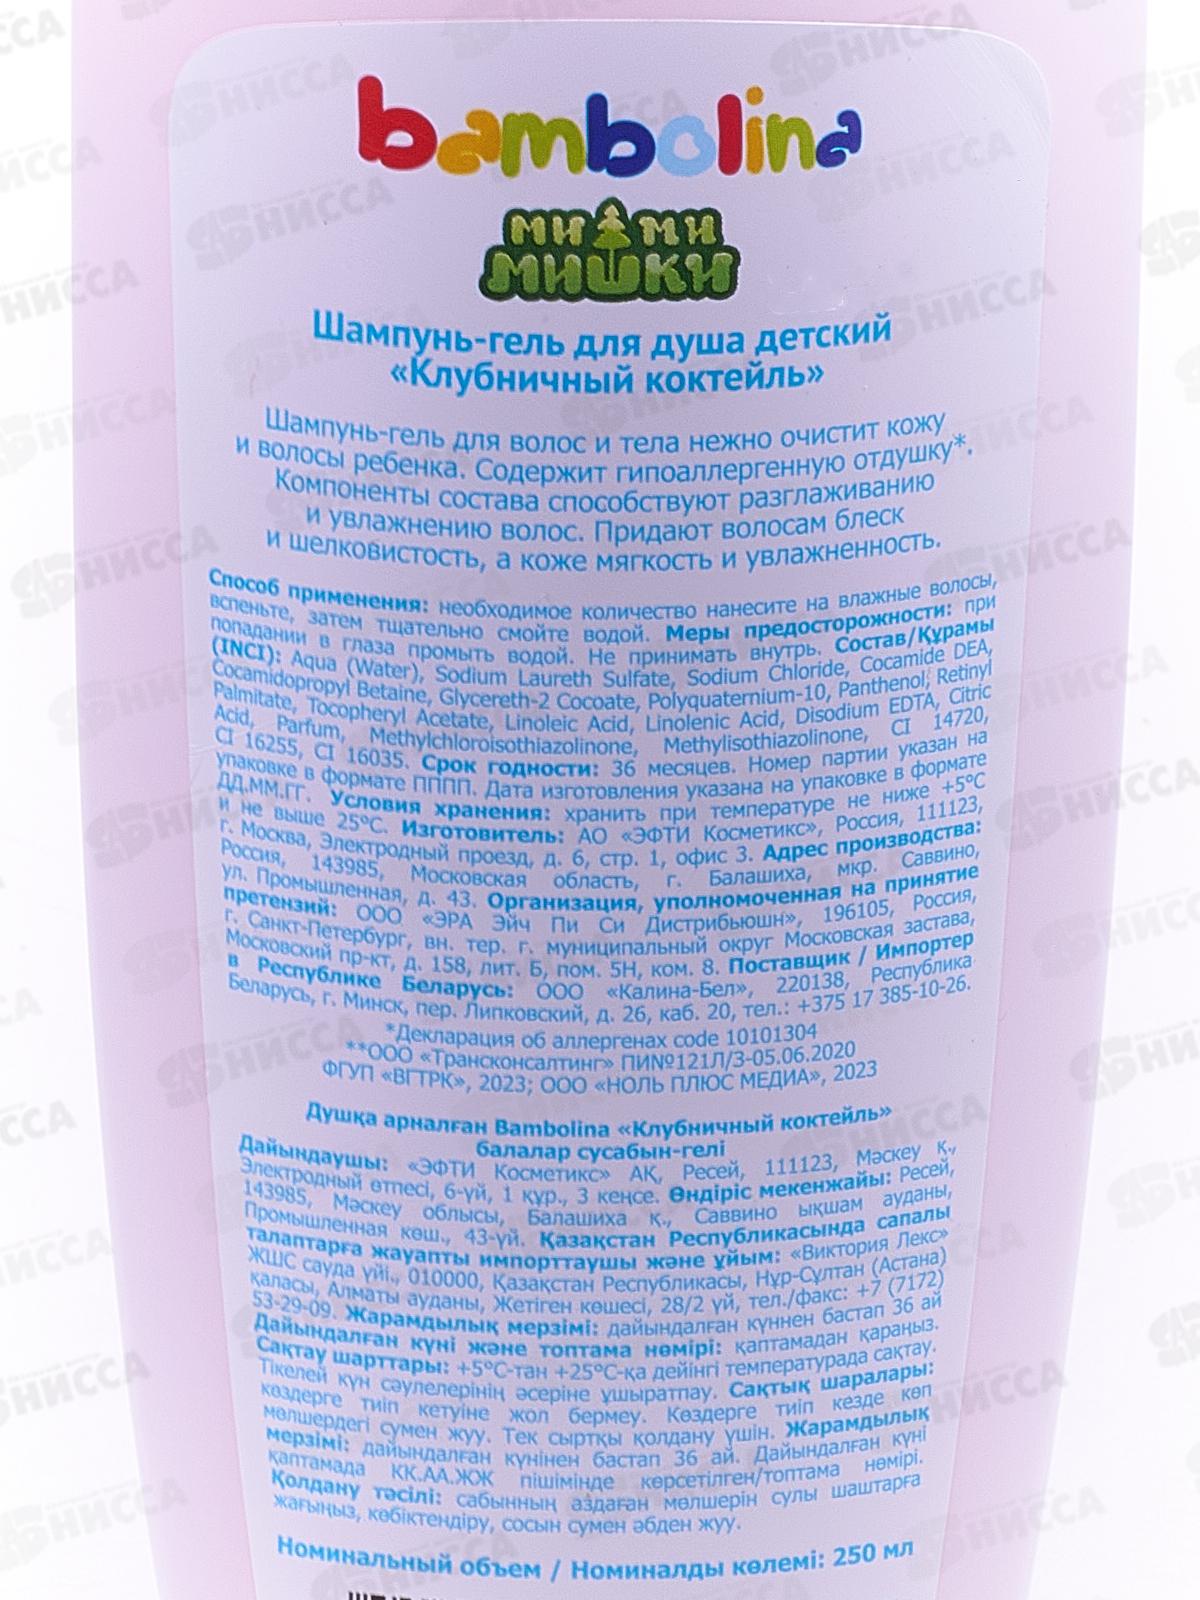 bambolina
МИ МИ
МИШКИ
Шампунь-гель для душа детский
«Клубничный коктейль»
Шампунь-гель для волос и тела нежно очистит кожу
и волосы ребенка. Содержит гипоаллергенную отдушку*.
Компоненты состава способствуют разглаживанию
и увлажнению волос. Придают волосам блеск
и шелковистость, а коже мягкость и увлажненность.
Способ применения: необходимое количество нанесите на влажные волосы,
вспеньте, затем тщательно смойте водой. Меры предосторожности: при
попадании в глаза промыть водой. Не принимать внутрь. Состав/Құрамы
(INCI): Aqua (Water), Sodium Laureth Sulfate, Sodium Chloride, Cocamide DEA,
Cocamidopropyl Betaine, Glycereth-2 Cocoate, Polyquaternium-10, Panthenol, Retinyl
Palmitate, Tocopheryl Acetate, Linoleic Acid, Linolenic Acid, Disodium EDTA, Citric
Acid, Parfum, Methylchloroisothiazolinone, Methylisothiazolinone, CI 14720,
CI 16255, CI 16035. Срок годности: 36 месяцев. Номер партии указан на
упаковке в формате ПППП. Дата изготовления указана на упаковке в формате
ДД.ММ.ГГ. Условия хранения: хранить при температуре не ниже +5°С
и не выше 25°С. Изготовитель: АО «ЭФТИ Косметикс», Россия, 111123,
г. Москва, Электродный проезд, д. 6, стр. 1, офис 3. Адрес производства:
Россия, 143985, Московская область, г. Балашиха, мкр. Саввино,
ул. Промышленная, д. 43. Организация, уполномоченная на принятие
претензий: ООО «ЭРА Эйч Пи Си Дистрибьюшн», 196105, Россия,
г. Санкт-Петербург, вн. тер. г. муниципальный округ Московская застава,
Московский пр-кт, д. 158, лит. Б, пом. 5Н, ком. 8. Поставщик / Импортер
в Республике Беларусь: ООО «Калина-Бел», 220138, Республика
Беларусь, г. Минск, пер. Липковский, д. 26, каб. 20, тел.: +375 17 385-10-26.
*Декларация об аллергенах code 10101304
**ООО «Трансконсалтинг» ПИ№121Л/3-05.06.2020
ФГУП «ВГТРК», 2023; ООО «НОЛЬ ПЛЮС МЕДИА», 2023
Душқа арналған Bambolina «Клубничный коктейль»
балалар сусабын-гелі
Дайындаушы: «ЭФТИ Косметикс» АҚ, Ресей, 111123, Мәскеу қ.,
Электродный өтпесі, 6-үй, 1 құр., 3 кеңсе. Өндіріс мекенжайы: Ресей,
143985, Мәскеу облысы, Балашиха қ., Саввино ықшам ауданы,
Промышленная көш., 43-үй. Қазақстан Республикасында сапалы
талаптарға жауапты импорттаушы және ұйым: «Виктория Лекс»
ЖШС сауда үйі., 010000, Қазақстан Республикасы, Нұр-Сұлтан (Астана)
қаласы, Алматы ауданы, Жетіген көшесі, 28/2 үй, тел./факс: +7 (7172)
53-29-09. Жарамдылық мерзімі: дайындалған күннен бастап 36 ай
Дайындалған күні және топтама нөмірі: қаптамадан қараңыз.
Сақтау шарттары: +5°С-тан +25°С-қа дейінгі температурада сақтау.
Тікелей күн сәулелерінің әсеріне ұшыратпау. Сақтық шаралары:
көздерге тиіп кетуіне жол бермеу. Көздерге тиіп кезде көп
мөлшердегі сумен жуу. Тек сыртқы қолдану үшін. Жарамдылық
мерзімі: дайындалған күнінен бастап 36 ай. Дайындалған күні
қаптамада КК.АА.ЖЖ пішімінде көрсетілген/топтама нөмірі.
Қолдану тәсілі: сабынның аздаған мөлшерін сулы шаштарға
жағыңыз, көбіктендіру, сосын сумен әбден жуу.
Номинальный объем / Номиналды көлемі: 250 мл